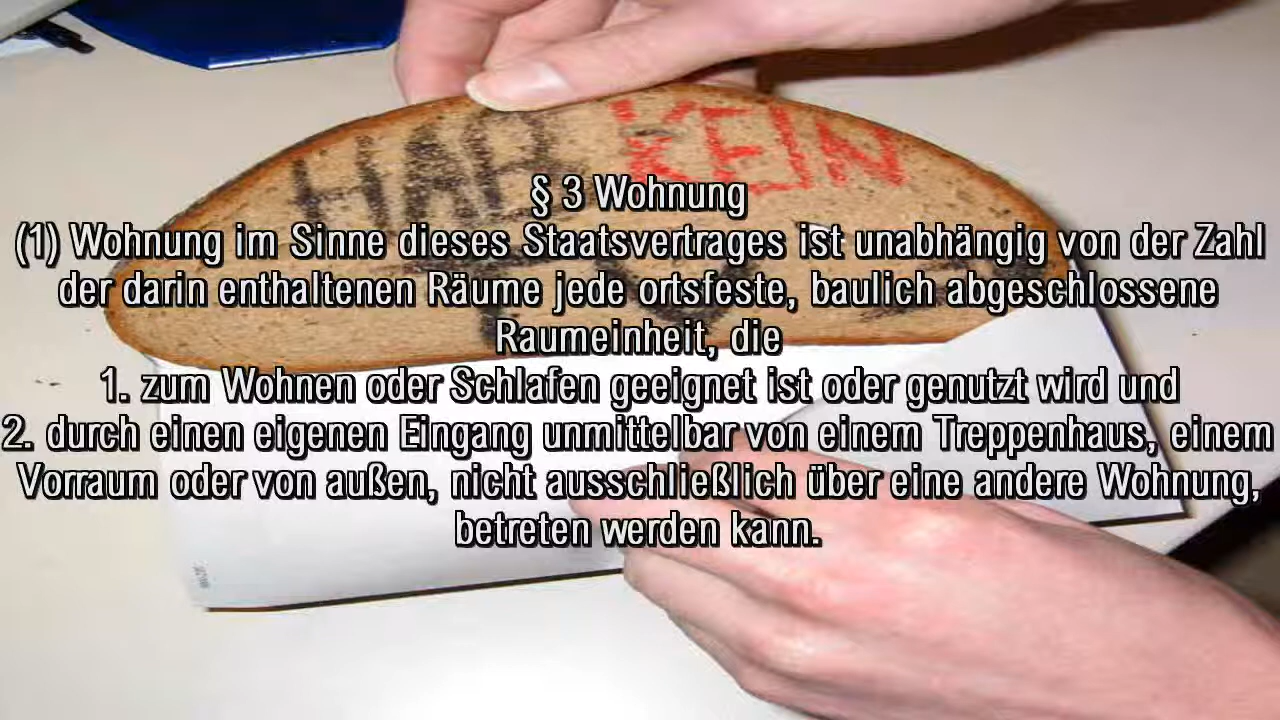 HAB KEIN
§ 3 Wohnung
(1) Wohnung im Sinne dieses Staatsvertrages ist unabhängig von der Zahl
der darin enthaltenen Räume jede ortsfeste, baulich abgeschlossene
Raumeinheit, die
1. zum Wohnen oder Schlafen geeignet ist oder genutzt wird und
2. durch einen eigenen Eingang unmittelbar von einem Treppenhaus, einem
Vorraum oder von außen, nicht ausschließlich über eine andere Wohnung,
betreten werden kann.